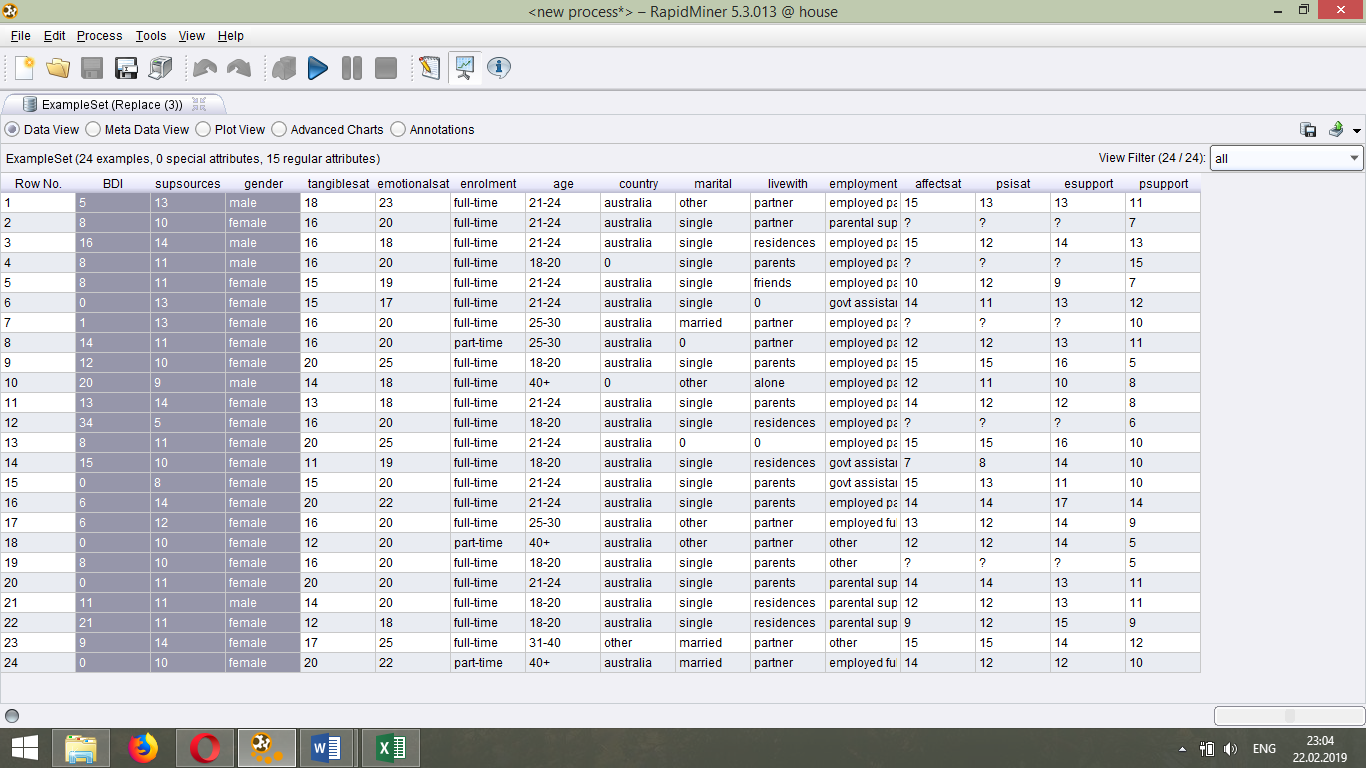 <new process*> – RapidMiner 5.3.013 @ house
File Edit Process Tools View Help
ExampleSet (Replace (3))
Data View Meta Data View Plot View Advanced Charts Annotations
ExampleSet (24 examples, 0 special attributes, 15 regular attributes) View Filter (24 / 24): all
Row No. BDI supsources gender tangiblesat emotionalsat enrolment age country marital livewith employment affectsat psisat esupport psupport
1 5 13 male 18 23 full-time 21-24 australia other partner employed pa 15 13 13 11
2 8 10 female 16 20 full-time 21-24 australia single partner parental sup ? ? ? 7
3 16 14 male 16 18 full-time 21-24 australia single residences employed pa 15 12 14 13
4 8 11 male 16 20 full-time 18-20 0 single parents employed pa ? ? ? 15
5 8 11 female 15 19 full-time 21-24 australia single friends employed pa 10 12 9 7
6 0 13 female 15 17 full-time 21-24 australia single 0 govt assistan 14 11 13 12
7 1 13 female 16 20 full-time 25-30 australia married partner employed pa ? ? ? 10
8 14 11 female 16 20 part-time 25-30 australia 0 partner employed pa 12 12 13 11
9 12 10 female 20 25 full-time 18-20 australia single parents employed pa 15 15 16 5
10 20 9 male 14 18 full-time 40+ 0 other alone employed pa 12 11 10 8
11 13 14 female 13 18 full-time 21-24 australia single parents employed pa 14 12 12 8
12 34 5 female 16 20 full-time 18-20 australia single residences employed pa ? ? ? 6
13 8 11 female 20 25 full-time 21-24 australia 0 0 employed pa 15 15 16 10
14 15 10 female 11 19 full-time 18-20 australia single residences govt assistan 7 8 14 10
15 0 8 female 15 20 full-time 21-24 australia single parents govt assistan 15 13 11 10
16 6 14 female 20 22 full-time 21-24 australia single parents employed pa 14 14 17 14
17 6 12 female 16 20 full-time 25-30 australia other partner employed ful 13 12 14 9
18 0 10 female 12 20 part-time 40+ australia other partner other 12 12 14 5
19 8 10 female 16 20 full-time 18-20 australia single parents other ? ? ? 5
20 0 11 female 20 20 full-time 21-24 australia single parents parental sup 14 14 13 11
21 11 11 male 14 20 full-time 18-20 australia single residences parental sup 12 12 13 11
22 21 11 female 12 18 full-time 18-20 australia single residences parental sup 9 12 15 9
23 9 14 female 17 25 full-time 31-40 other married partner other 15 15 14 12
24 0 10 female 20 22 part-time 40+ australia married partner employed ful 14 12 12 10
ENG
23:04
22.02.2019